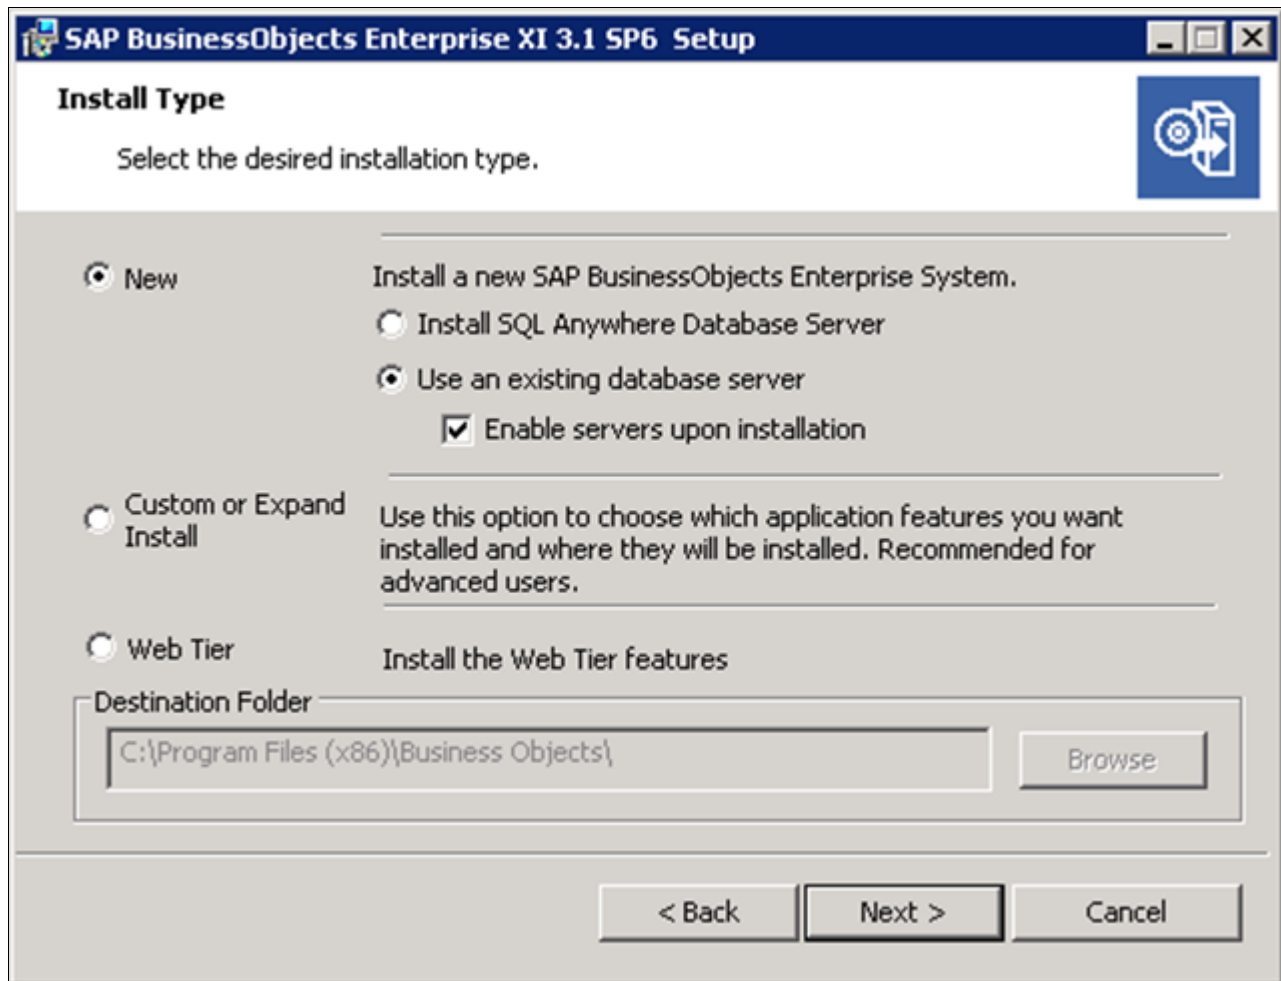 SAP BusinessObjects Enterprise XI 3.1 SP6 Setup
Install Type
Select the desired installation type.
New
Install a new SAP BusinessObjects Enterprise System.
Install SQL Anywhere Database Server
Use an existing database server
Enable servers upon installation
Custom or Expand
Install
Use this option to choose which application features you want
installed and where they will be installed. Recommended for
advanced users.
Web Tier
Install the Web Tier features
Destination Folder
C:\Program Files (x86)\Business Objects\
Browse
< Back
Next >
Cancel